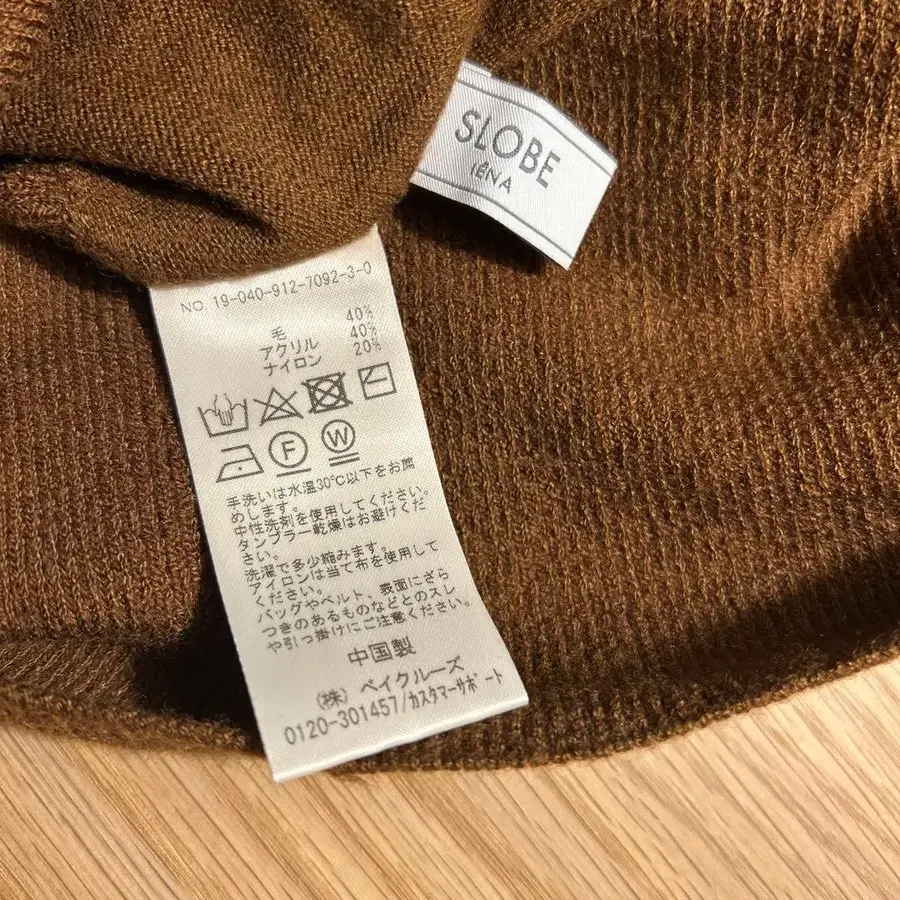 SLOBE
IÉNA
NO. 19-040-912-7092-3-0
毛 40%
アクリル 40%
ナイロン 20%
F W
手洗いは水温30℃以下をお薦
めします。
中性洗剤を使用してください。
タンブラー乾燥はお避けくだ
さい。
洗濯で多少縮みます。
アイロンは当て布を使用して
ください。
バッグやベルト、表面にざら
つきのあるものなどとのスレ
や引っ掛けにご注意ください。
中国製
(株) ベイクルーズ
0120-301457/カスタマーサポート